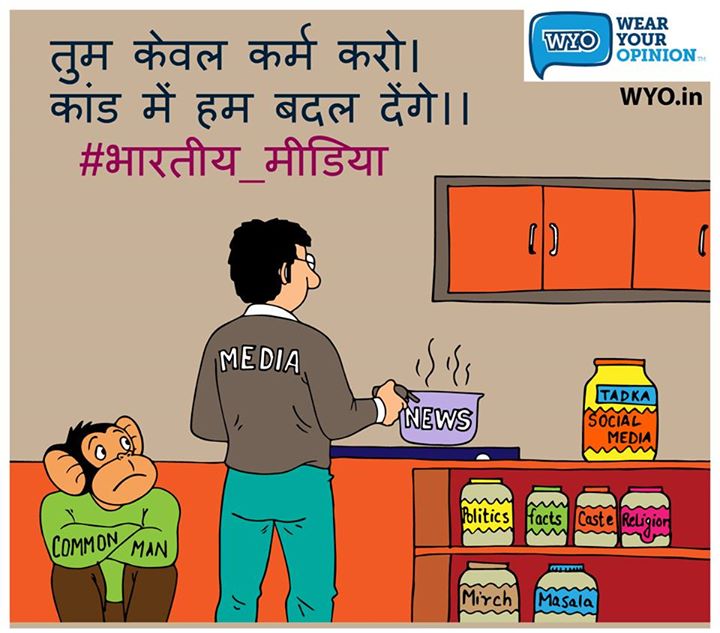 तुम केवल कर्म करो।
कांड में हम बदल देंगे।।
#भारतीय_मीडिया
WYO
WEAR
YOUR
OPINION™
WYO.in
MEDIA
NEWS
TADKA
SOCIAL
MEDIA
COMMON MAN
Politics facts Caste Religion
Mirch Masala